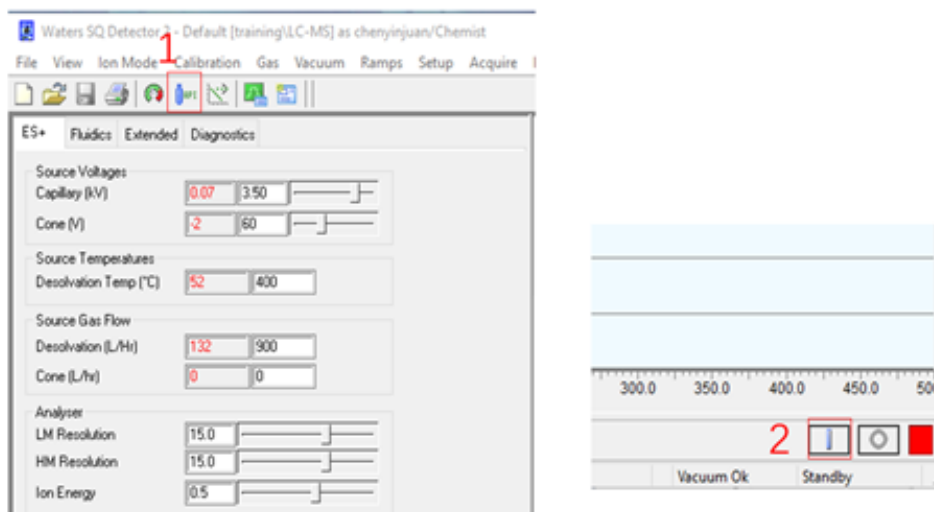 Waters SQ Detector 2 - Default [training\LC-MS] as chenyinjuan/Chemist
1
File View Ion Mode Calibration Gas Vacuum Ramps Setup Acquire
API
ES+ Fluidics Extended Diagnostics
Source Voltages
Capillary (kV) 0.07 3.50
Cone (V) -2 60
Source Temperatures
Desolvation Temp (°C) 52 400
Source Gas Flow
Desolvation (L/Hr) 132 900
Cone (L/hr) 0 0
Analyser
LM Resolution 15.0
HM Resolution 15.0
Ion Energy 0.5
300.0 350.0 400.0 450.0 50
2
Vacuum Ok Standby